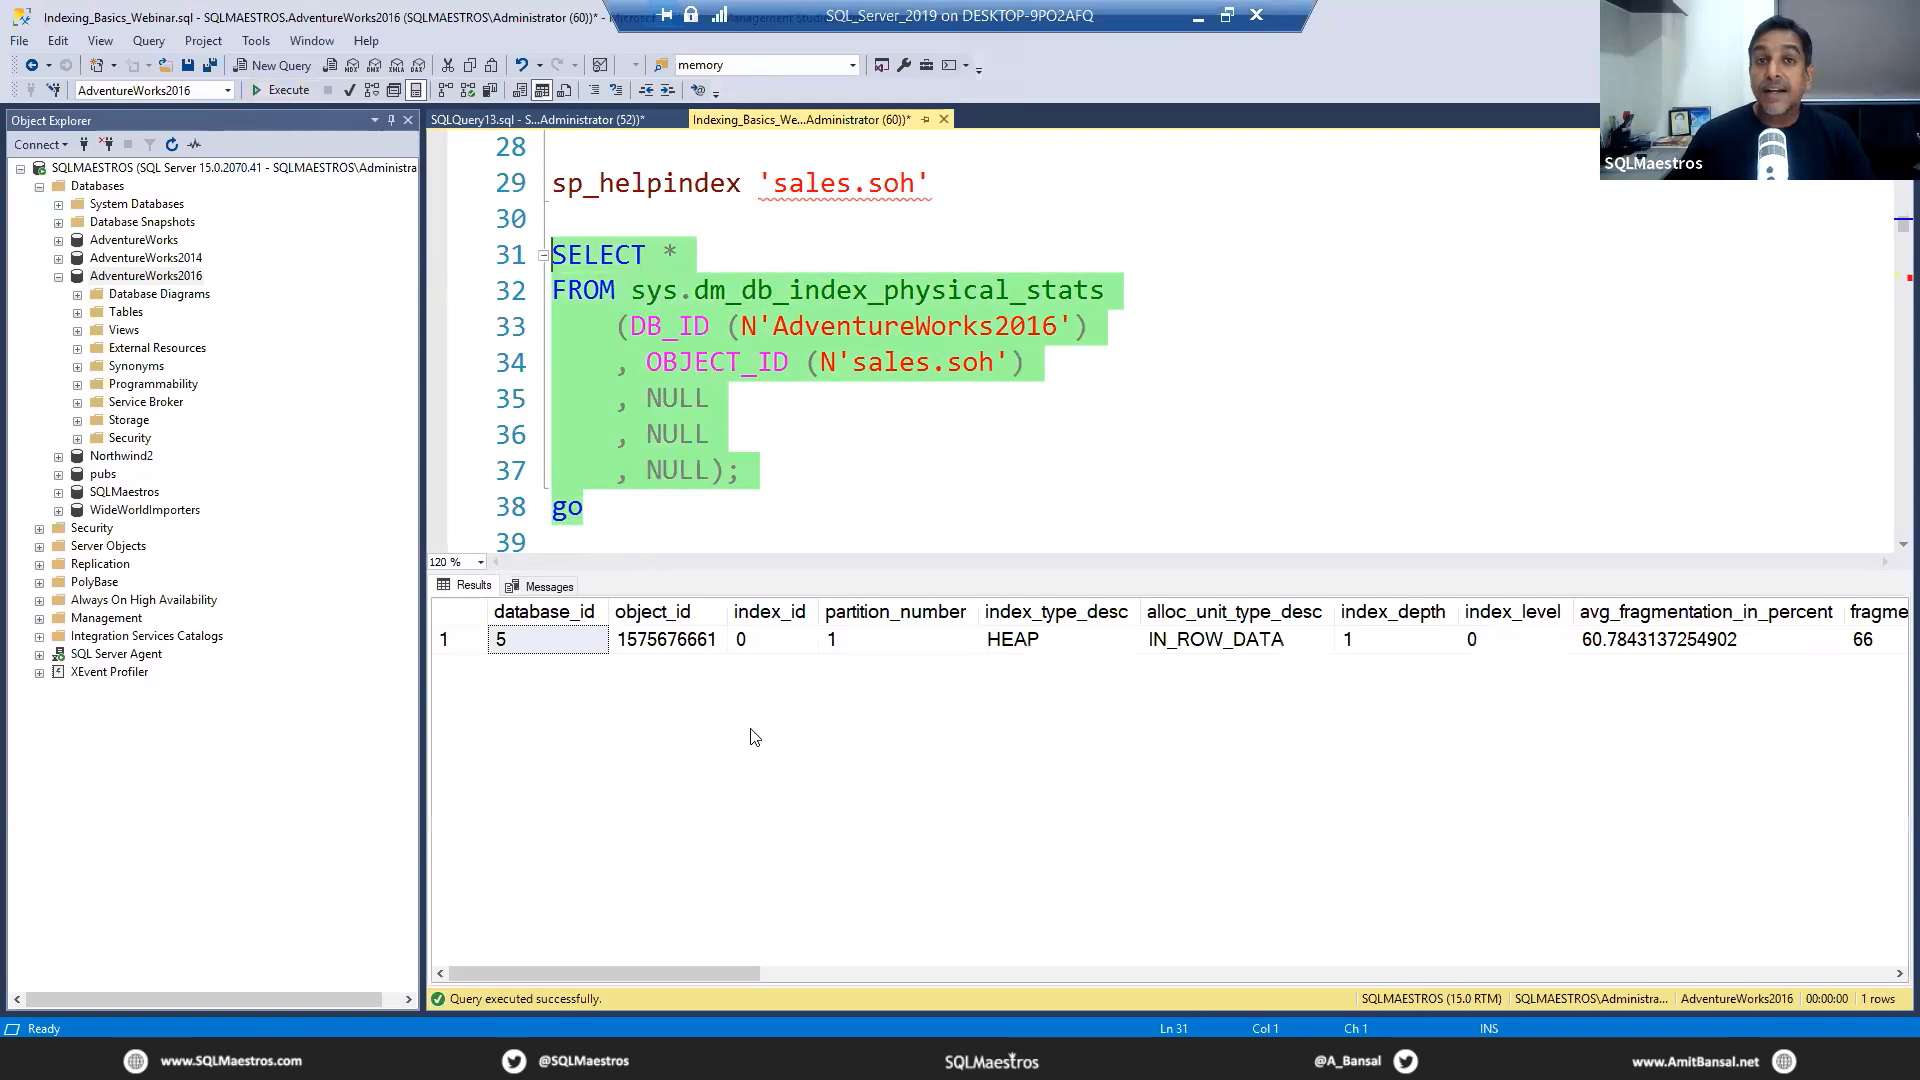 Indexing_Basics_Webinar.sql - SQLMAESTROS.AdventureWorks2016 (SQLMAESTROS\Administrator (60))*
SQL_Server_2019 on DESKTOP-9PO2AFQ
File Edit View Query Project Tools Window Help
New Query
memory
AdventureWorks2016
Execute
SQLMaestros
Object Explorer
Connect
SQLMAESTROS (SQL Server 15.0.2070.41 - SQLMAESTROS\Administra
Databases
System Databases
Database Snapshots
AdventureWorks
AdventureWorks2014
AdventureWorks2016
Database Diagrams
Tables
Views
External Resources
Synonyms
Programmability
Service Broker
Storage
Security
Northwind2
pubs
SQLMaestros
WideWorldImporters
Security
Server Objects
Replication
PolyBase
Always On High Availability
Management
Integration Services Catalogs
SQL Server Agent
XEvent Profiler
SQLQuery13.sql - S...Administrator (52))*
Indexing_Basics_We...Administrator (60))*
28
29 sp_helpindex 'sales.soh'
30
31 SELECT *
32 FROM sys.dm_db_index_physical_stats
33 (DB_ID (N'AdventureWorks2016')
34 , OBJECT_ID (N'sales.soh')
35 , NULL
36 , NULL
37 , NULL);
38 go
39
120 %
Results Messages
database_id object_id index_id partition_number index_type_desc alloc_unit_type_desc index_depth index_level avg_fragmentation_in_percent fragme
1 5 1575676661 0 1 HEAP IN_ROW_DATA 1 0 60.7843137254902 66
Query executed successfully.
SQLMAESTROS (15.0 RTM) SQLMAESTROS\Administra... AdventureWorks2016 00:00:00 1 rows
Ready Ln 31 Col 1 Ch 1 INS
www.SQLMaestros.com @SQLMaestros SQLMaestros @A_Bansal www.AmitBansal.net